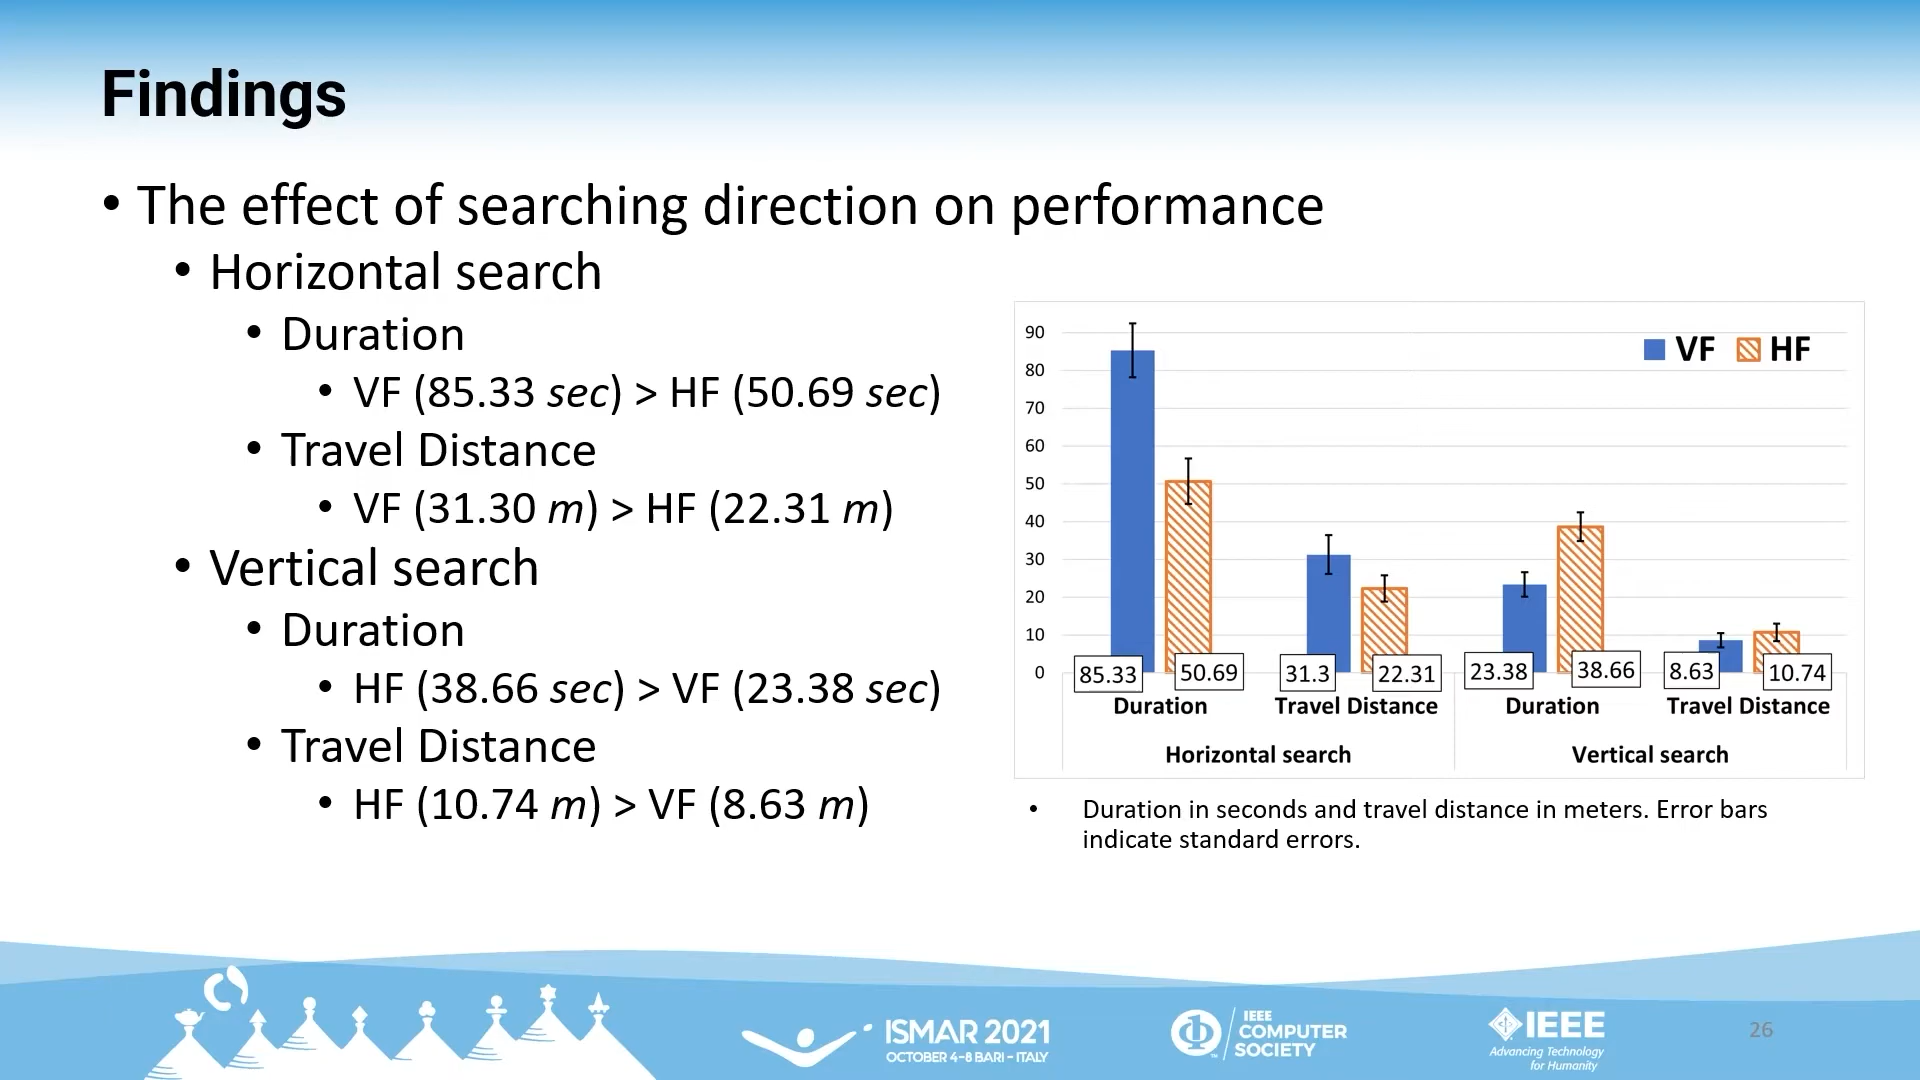 Findings
• The effect of searching direction on performance
• Horizontal search
• Duration
• VF (85.33 sec) > HF (50.69 sec)
• Travel Distance
• VF (31.30 m) > HF (22.31 m)
• Vertical search
• Duration
• HF (38.66 sec) > VF (23.38 sec)
• Travel Distance
• HF (10.74 m) > VF (8.63 m)
VF HF
90
80
70
60
50
40
30
20
10
0
85.33 50.69 31.3 22.31 23.38 38.66 8.63 10.74
Duration Travel Distance Duration Travel Distance
Horizontal search Vertical search
• Duration in seconds and travel distance in meters. Error bars
indicate standard errors.
ISMAR 2021
OCTOBER 4-8 BARI - ITALY
IEEE
COMPUTER
SOCIETY
TM
IEEE
Advancing Technology
for Humanity
26